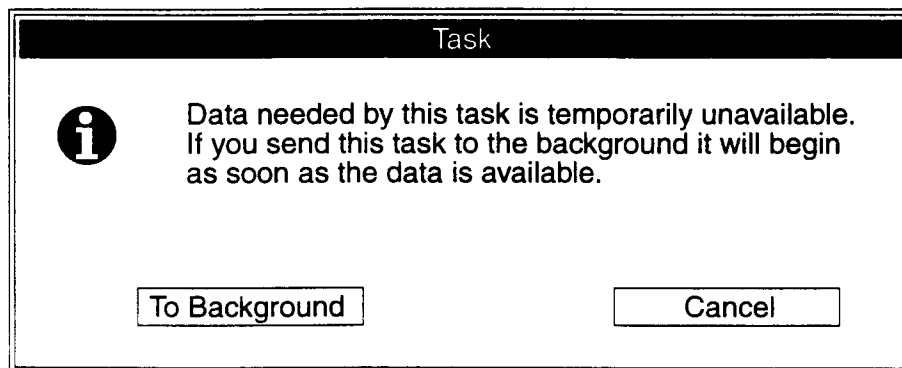 Task
Data needed by this task is temporarily unavailable.
If you send this task to the background it will begin
as soon as the data is available.
To Background
Cancel